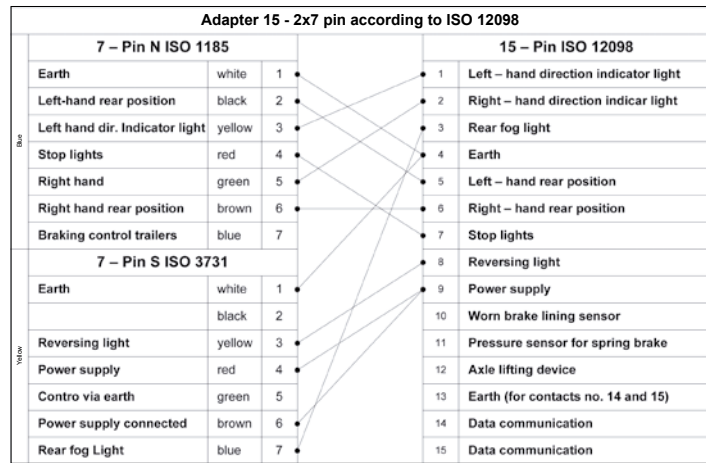 Adapter 15 - 2x7 pin according to ISO 12098
7 – Pin N ISO 1185
Blue
Earth white 1
Left-hand rear position black 2
Left hand dir. Indicator light yellow 3
Stop lights red 4
Right hand green 5
Right hand rear position brown 6
Braking control trailers blue 7
7 – Pin S ISO 3731
Yellow
Earth white 1
black 2
Reversing light yellow 3
Power supply red 4
Contro via earth green 5
Power supply connected brown 6
Rear fog Light blue 7
15 – Pin ISO 12098
1 Left – hand direction indicator light
2 Right – hand direction indicar light
3 Rear fog light
4 Earth
5 Left – hand rear position
6 Right – hand rear position
7 Stop lights
8 Reversing light
9 Power supply
10 Worn brake lining sensor
11 Pressure sensor for spring brake
12 Axle lifting device
13 Earth (for contacts no. 14 and 15)
14 Data communication
15 Data communication